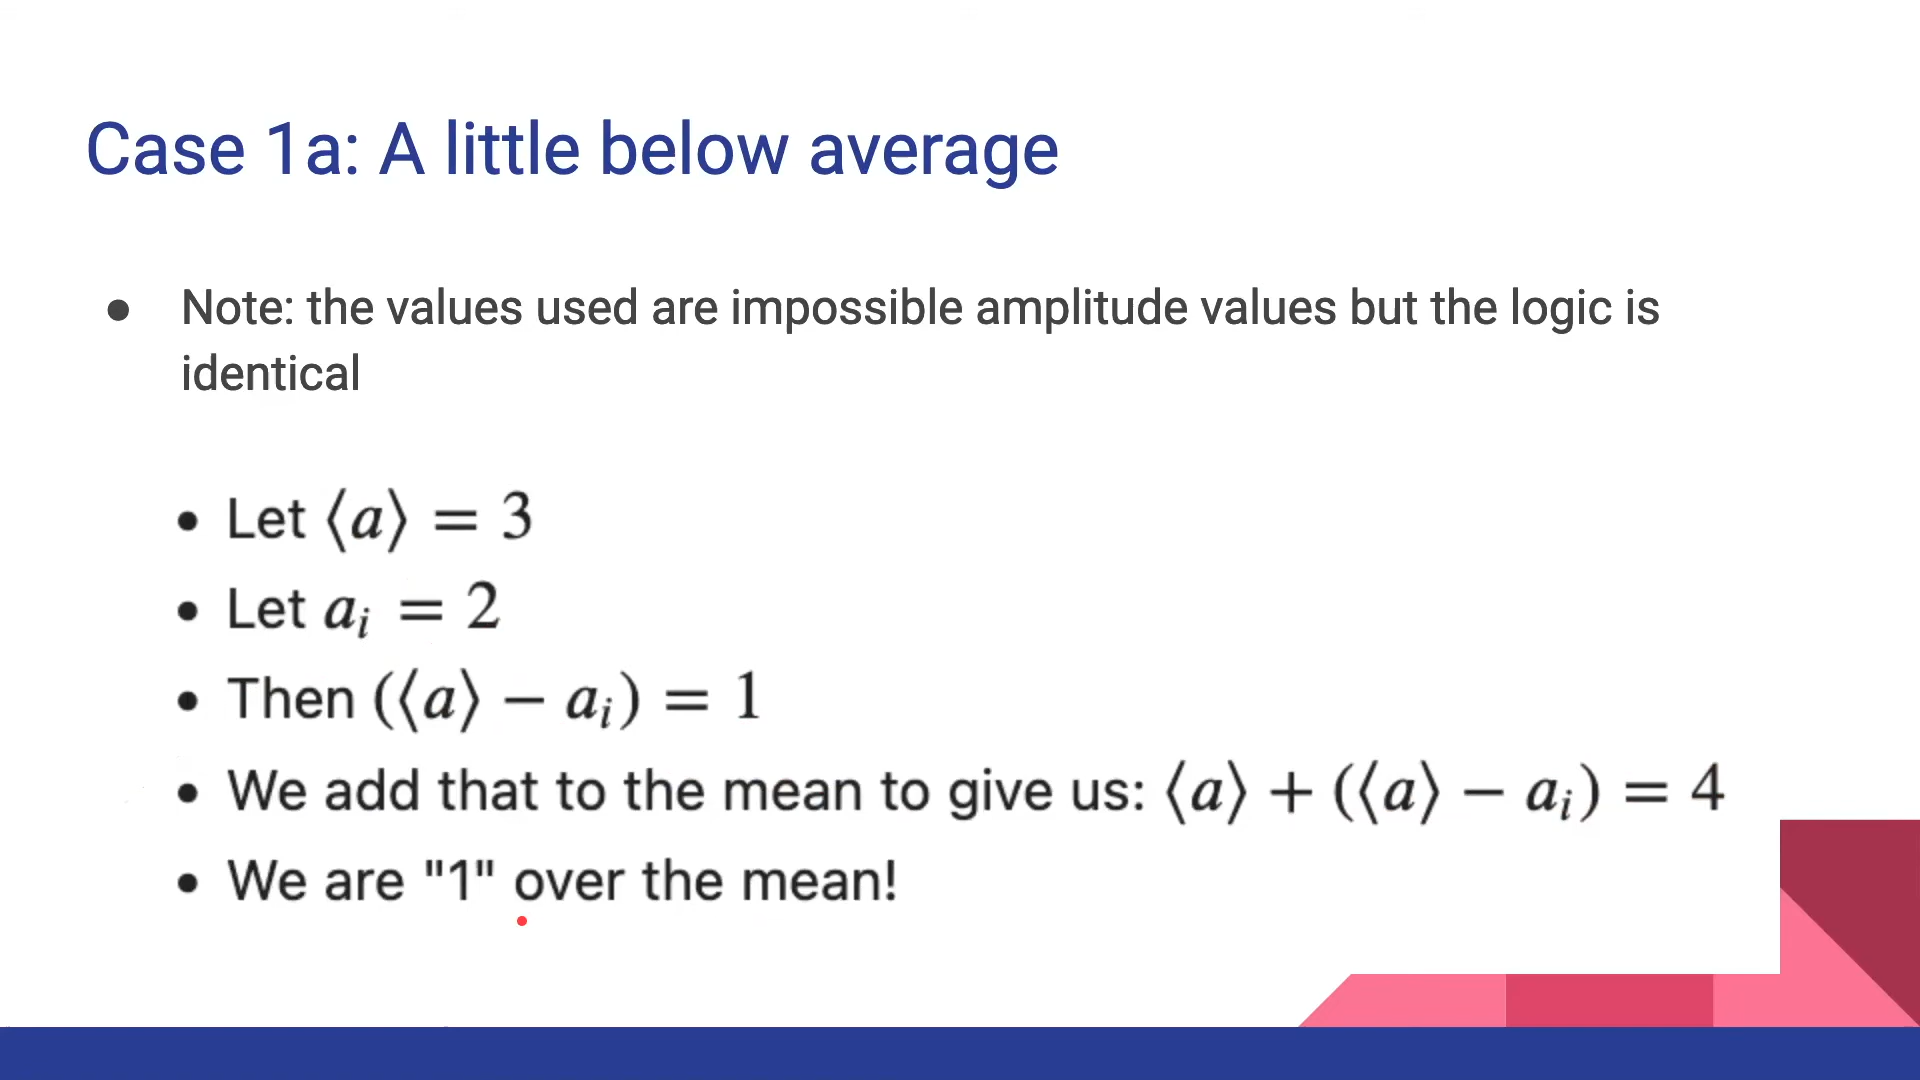 Case 1a: A little below average
● Note: the values used are impossible amplitude values but the logic is
identical
• Let ⟨a⟩ = 3
• Let aᵢ = 2
• Then (⟨a⟩ − aᵢ) = 1
• We add that to the mean to give us: ⟨a⟩ + (⟨a⟩ − aᵢ) = 4
• We are "1" over the mean!